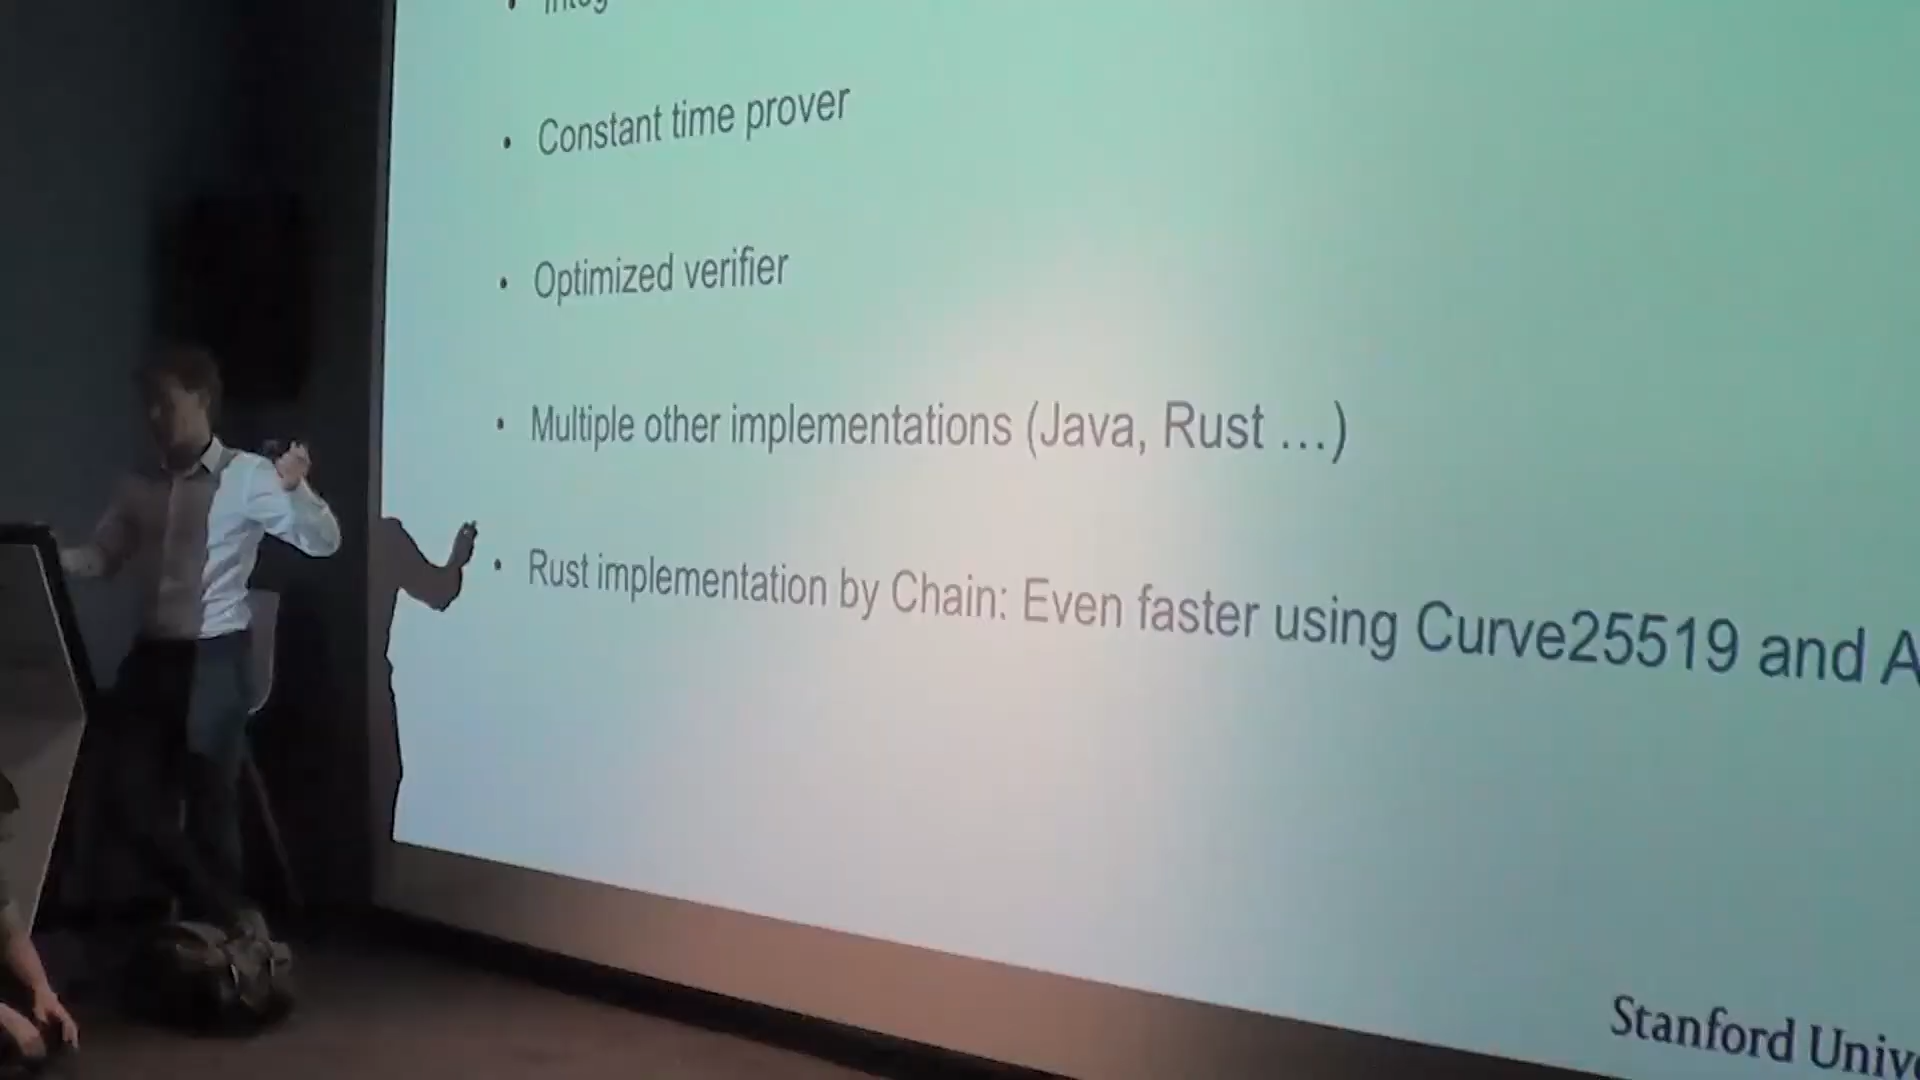 • Constant time prover
• Optimized verifier
• Multiple other implementations (Java, Rust ...)
• Rust implementation by Chain: Even faster using Curve25519 and A
Stanford Unive